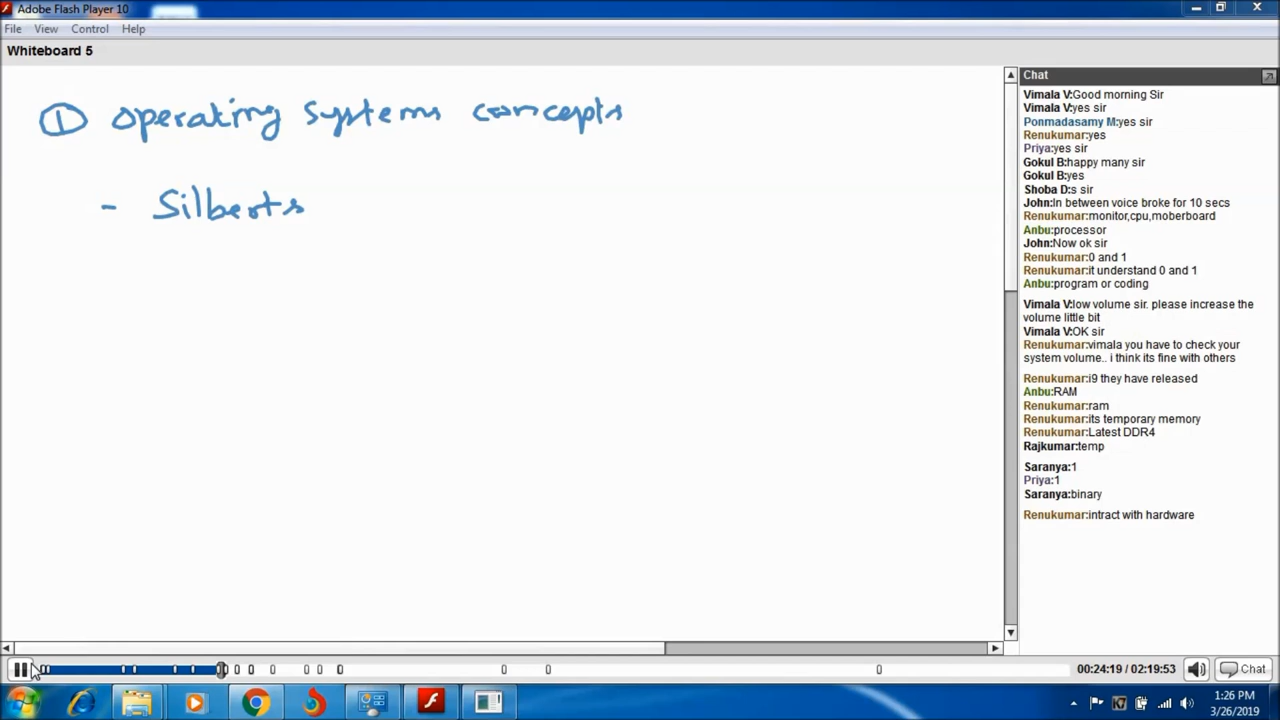 Adobe Flash Player 10
File View Control Help
Whiteboard 5
① operating systems concepts
- Silberts
Chat
Vimala V:Good morning Sir
Vimala V:yes sir
Ponmadasamy M:yes sir
Renukumar:yes
Priya:yes sir
Gokul B:happy many sir
Gokul B:yes
Shoba D:s sir
John:In between voice broke for 10 secs
Renukumar:monitor,cpu,moberboard
Anbu:processor
John:Now ok sir
Renukumar:0 and 1
Renukumar:it understand 0 and 1
Anbu:program or coding
Vimala V:low volume sir. please increase the
volume little bit
Vimala V:OK sir
Renukumar:vimala you have to check your
system volume.. i think its fine with others
Renukumar:i9 they have released
Anbu:RAM
Renukumar:ram
Renukumar:its temporary memory
Renukumar:Latest DDR4
Rajkumar:temp
Saranya:1
Priya:1
Saranya:binary
Renukumar:intract with hardware
00:24:19 / 02:19:53 Chat
1:26 PM
3/26/2019